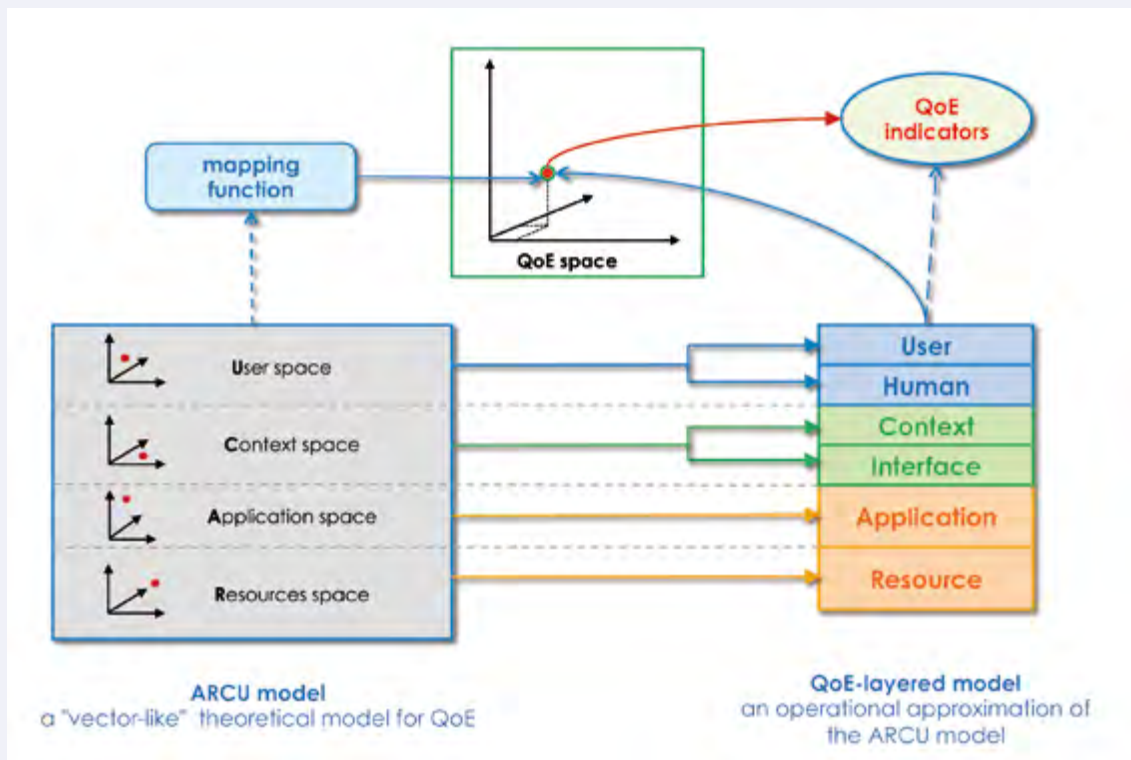 QoE
indicators
mapping
function
QoE space
User space
Context space
Application space
Resources space
User
Human
Context
Interface
Application
Resource
ARCU model
a "vector-like" theoretical model for QoE
QoE-layered model
an operational approximation of
the ARCU model